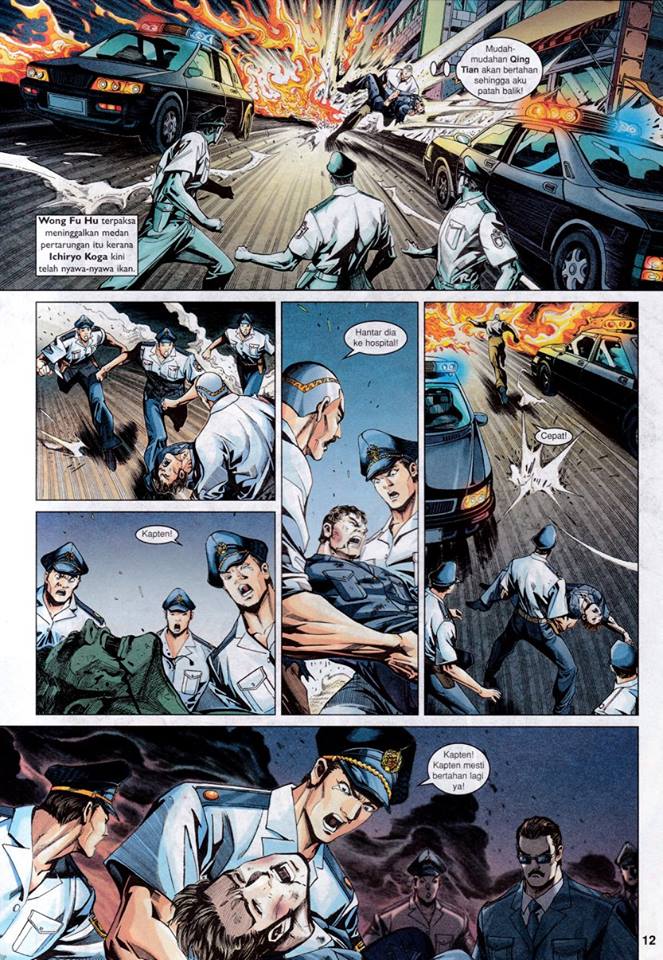 Mudah-
mudahan Qing
Tian akan bertahan
sehingga aku
patah balik!
Wong Fu Hu terpaksa
meninggalkan medan
pertarungan itu kerana
Ichiryo Koga kini
telah nyawa-nyawa ikan.
Hantar dia
ke hospital!
Cepat!
Kapten!
Kapten!
Kapten mesti
bertahan lagi
ya!
12